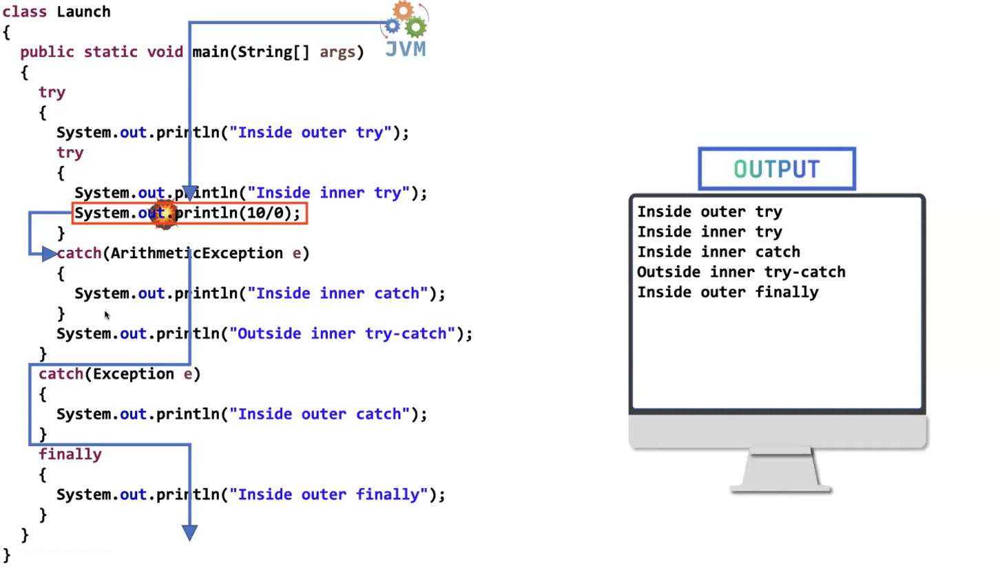 class Launch
{
public static void main(String[] args)
{
try
{
System.out.println("Inside outer try");
try
{
System.out.println("Inside inner try");
System.out.println(10/0);
}
catch(ArithmeticException e)
{
System.out.println("Inside inner catch");
}
System.out.println("Outside inner try-catch");
}
catch(Exception e)
{
System.out.println("Inside outer catch");
}
finally
{
System.out.println("Inside outer finally");
}
}
}
JVM
OUTPUT
Inside outer try
Inside inner try
Inside inner catch
Outside inner try-catch
Inside outer finally